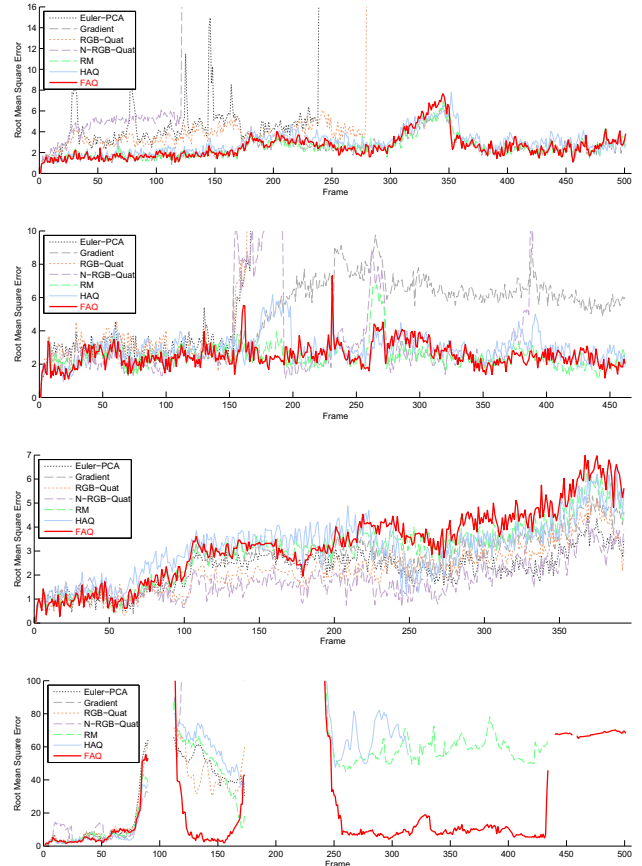 16
14
12
10
8
6
4
2
0
Root Mean Square Error
Euler−PCA
Gradient
RGB−Quat
N−RGB−Quat
RM
HAQ
FAQ
0 50 100 150 200 250 300 350 400 450 500
Frame
10
8
6
4
2
0
Root Mean Square Error
Euler−PCA
Gradient
RGB−Quat
N−RGB−Quat
RM
HAQ
FAQ
0 50 100 150 200 250 300 350 400 450
Frame
7
6
5
4
3
2
1
0
Root Mean Square Error
Euler−PCA
Gradient
RGB−Quat
N−RGB−Quat
RM
HAQ
FAQ
0 50 100 150 200 250 300 350
Frame
100
80
60
40
20
0
Root Mean Square Error
Euler−PCA
Gradient
RGB−Quat
N−RGB−Quat
RM
HAQ
FAQ
0 50 100 150 200 250 300 350 400 450 500
Frame